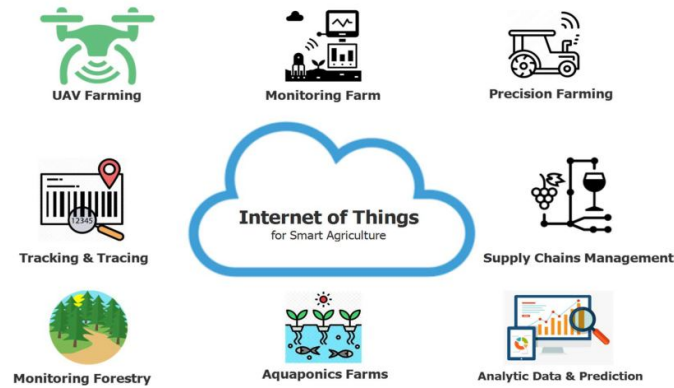 UAV Farming
Monitoring Farm
Precision Farming
Internet of Things
for Smart Agriculture
12345
Tracking & Tracing
Supply Chains Management
Monitoring Forestry
Aquaponics Farms
Analytic Data & Prediction